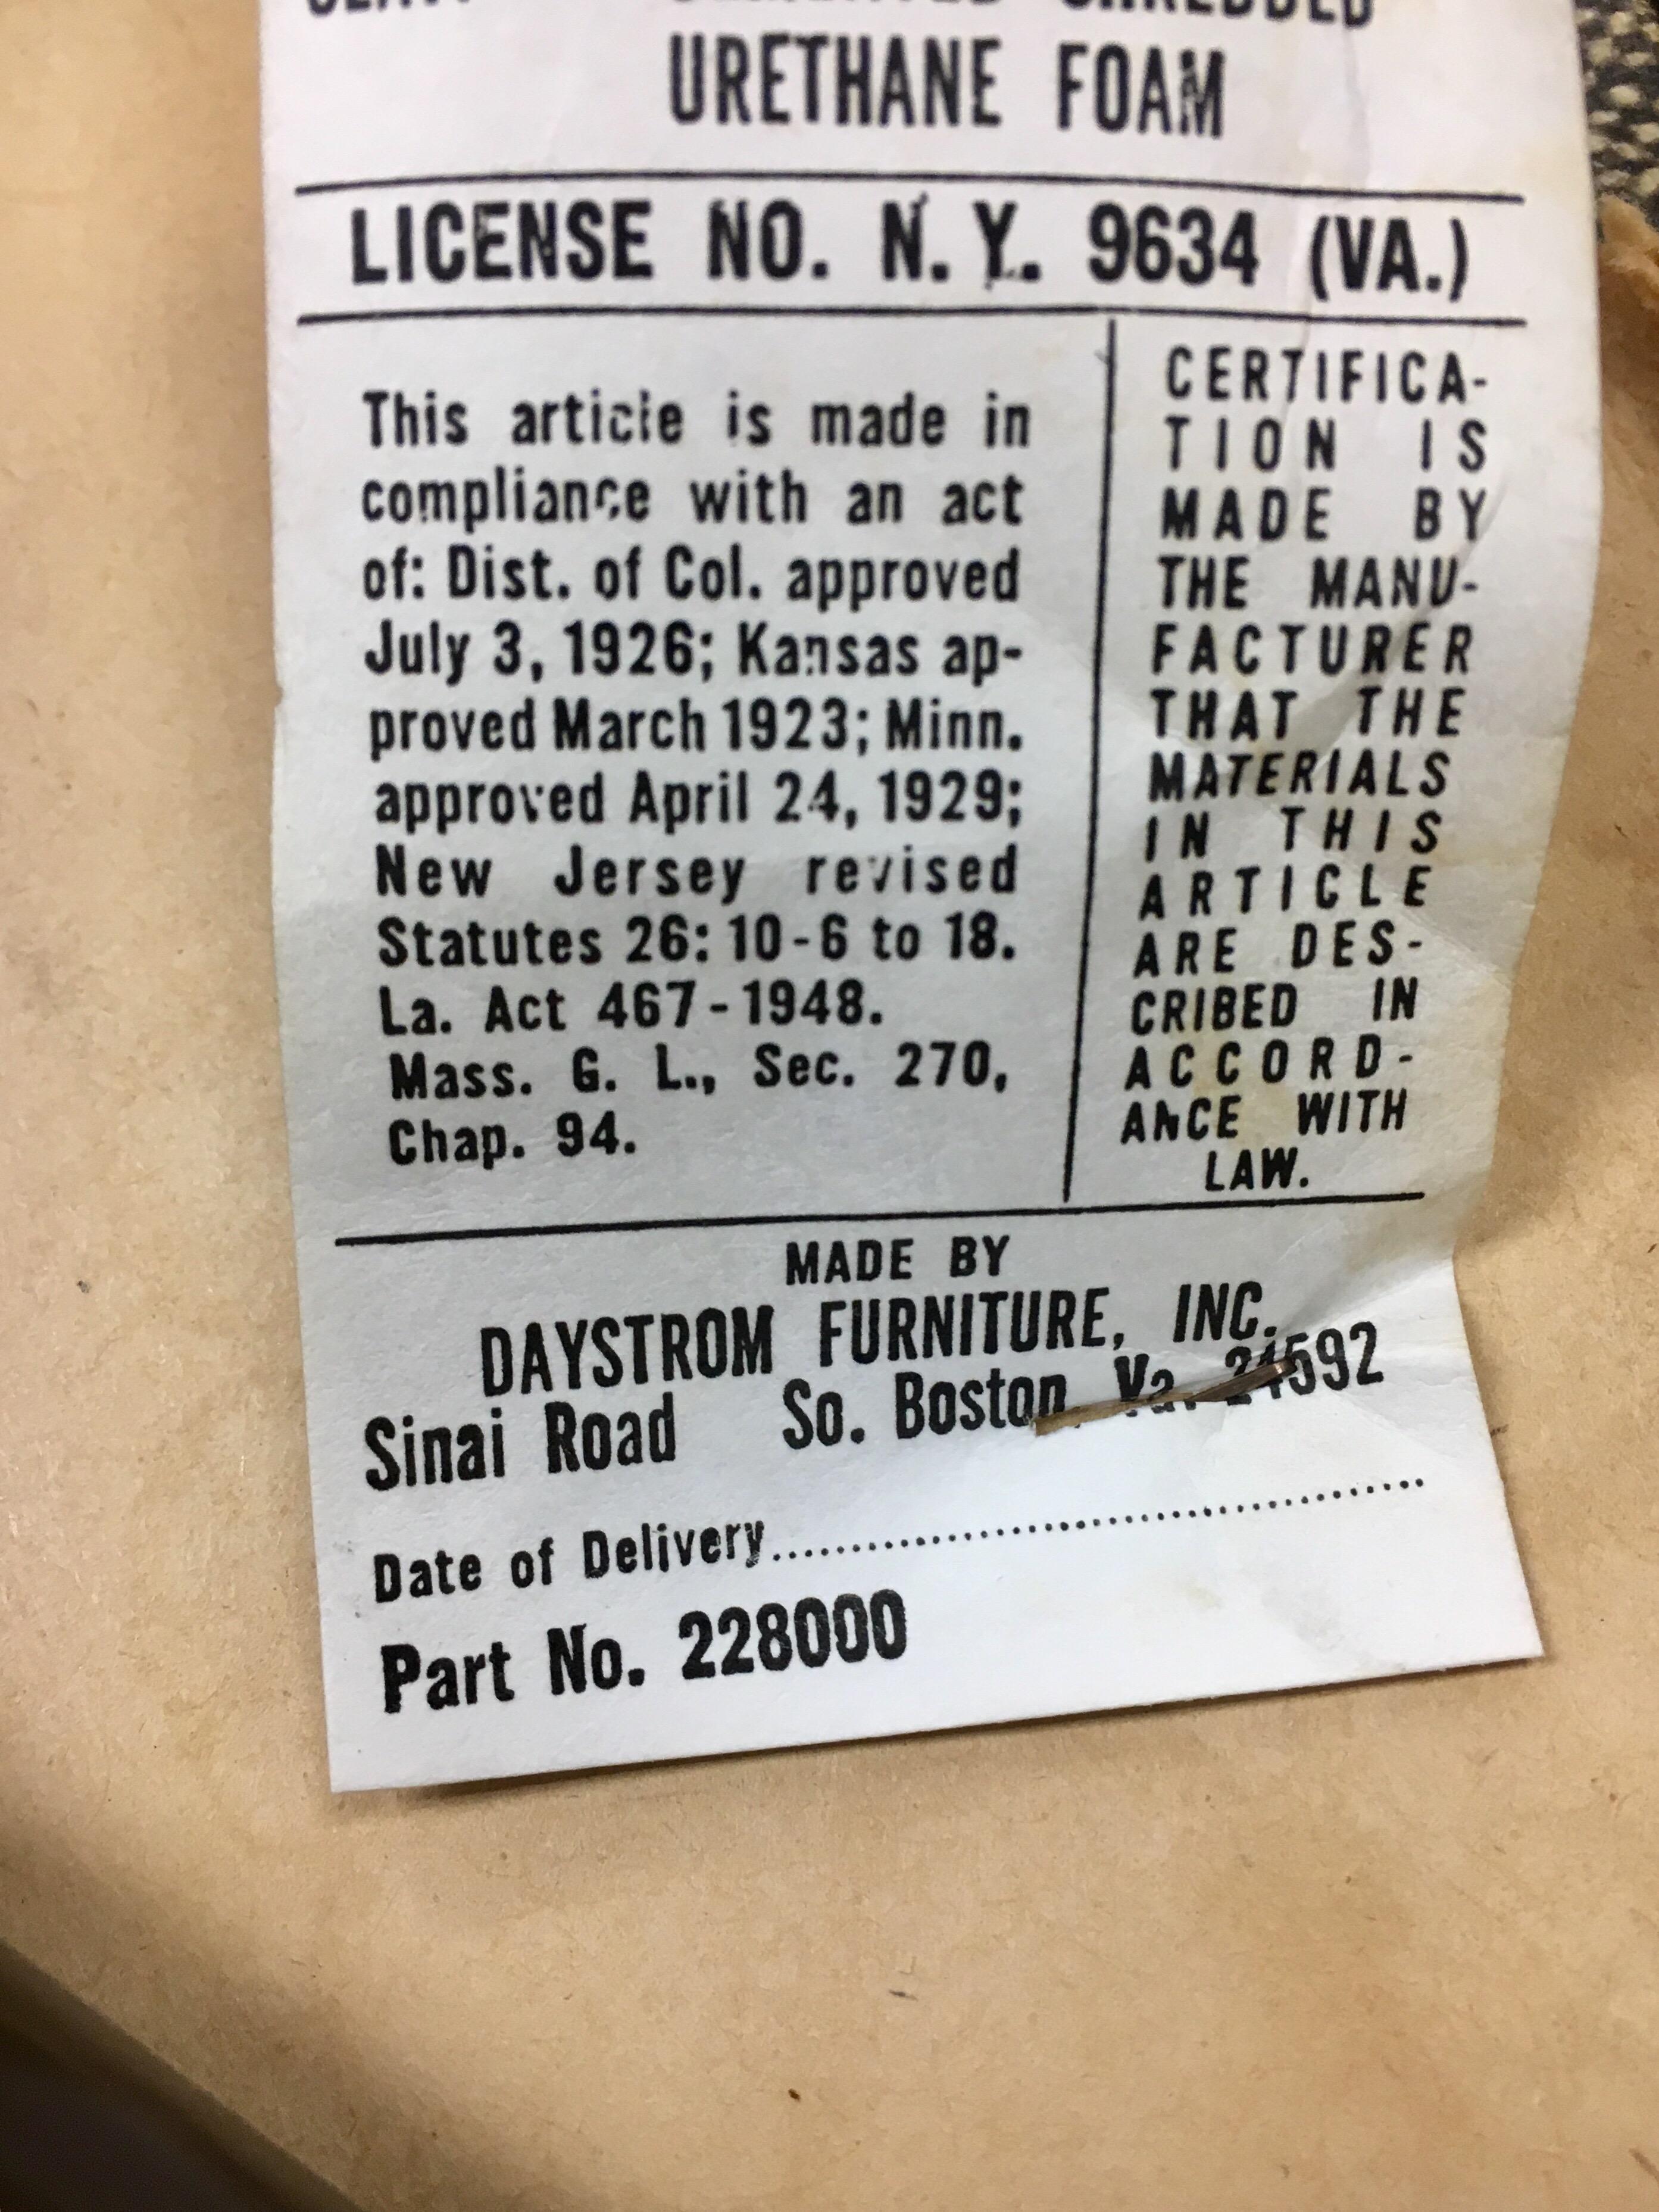 SHREDDED
URETHANE FOAM
LICENSE NO. N.Y. 9634 (VA.)
This article is made in
compliance with an act
of: Dist. of Col. approved
July 3, 1926; Kansas ap-
proved March 1923; Minn.
approved April 24, 1929;
New Jersey revised
Statutes 26: 10-6 to 18.
La. Act 467-1948.
Mass. G. L., Sec. 270,
Chap. 94.
CERTIFICA-
TION IS
MADE BY
THE MANU-
FACTURER
THAT THE
MATERIALS
IN THIS
ARTICLE
ARE DES-
CRIBED IN
ACCORD-
ANCE WITH
LAW.
MADE BY
DAYSTROM FURNITURE, INC.
Sinai Road So. Boston, Va.
Date of Delivery..............................
Part No. 228000